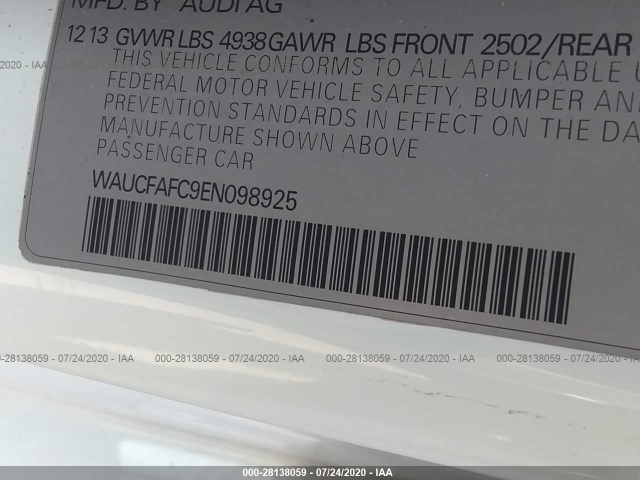 MFD. BY AUDI AG
12 13 GVWR LBS 4938 GAWR LBS FRONT 2502/REAR
THIS VEHICLE CONFORMS TO ALL APPLICABLE
FEDERAL MOTOR VEHICLE SAFETY, BUMPER AN
PREVENTION STANDARDS IN EFFECT ON THE DA
MANUFACTURE SHOWN ABOVE
PASSENGER CAR
WAUCFAFC9EN098925
000-28138059 - 07/24/2020 - IAA
000-28138059 - 07/24/2020 - IAA
000-28138059 - 07/24/2020 - IAA
000-28138059 - 07/24/2020 - IAA